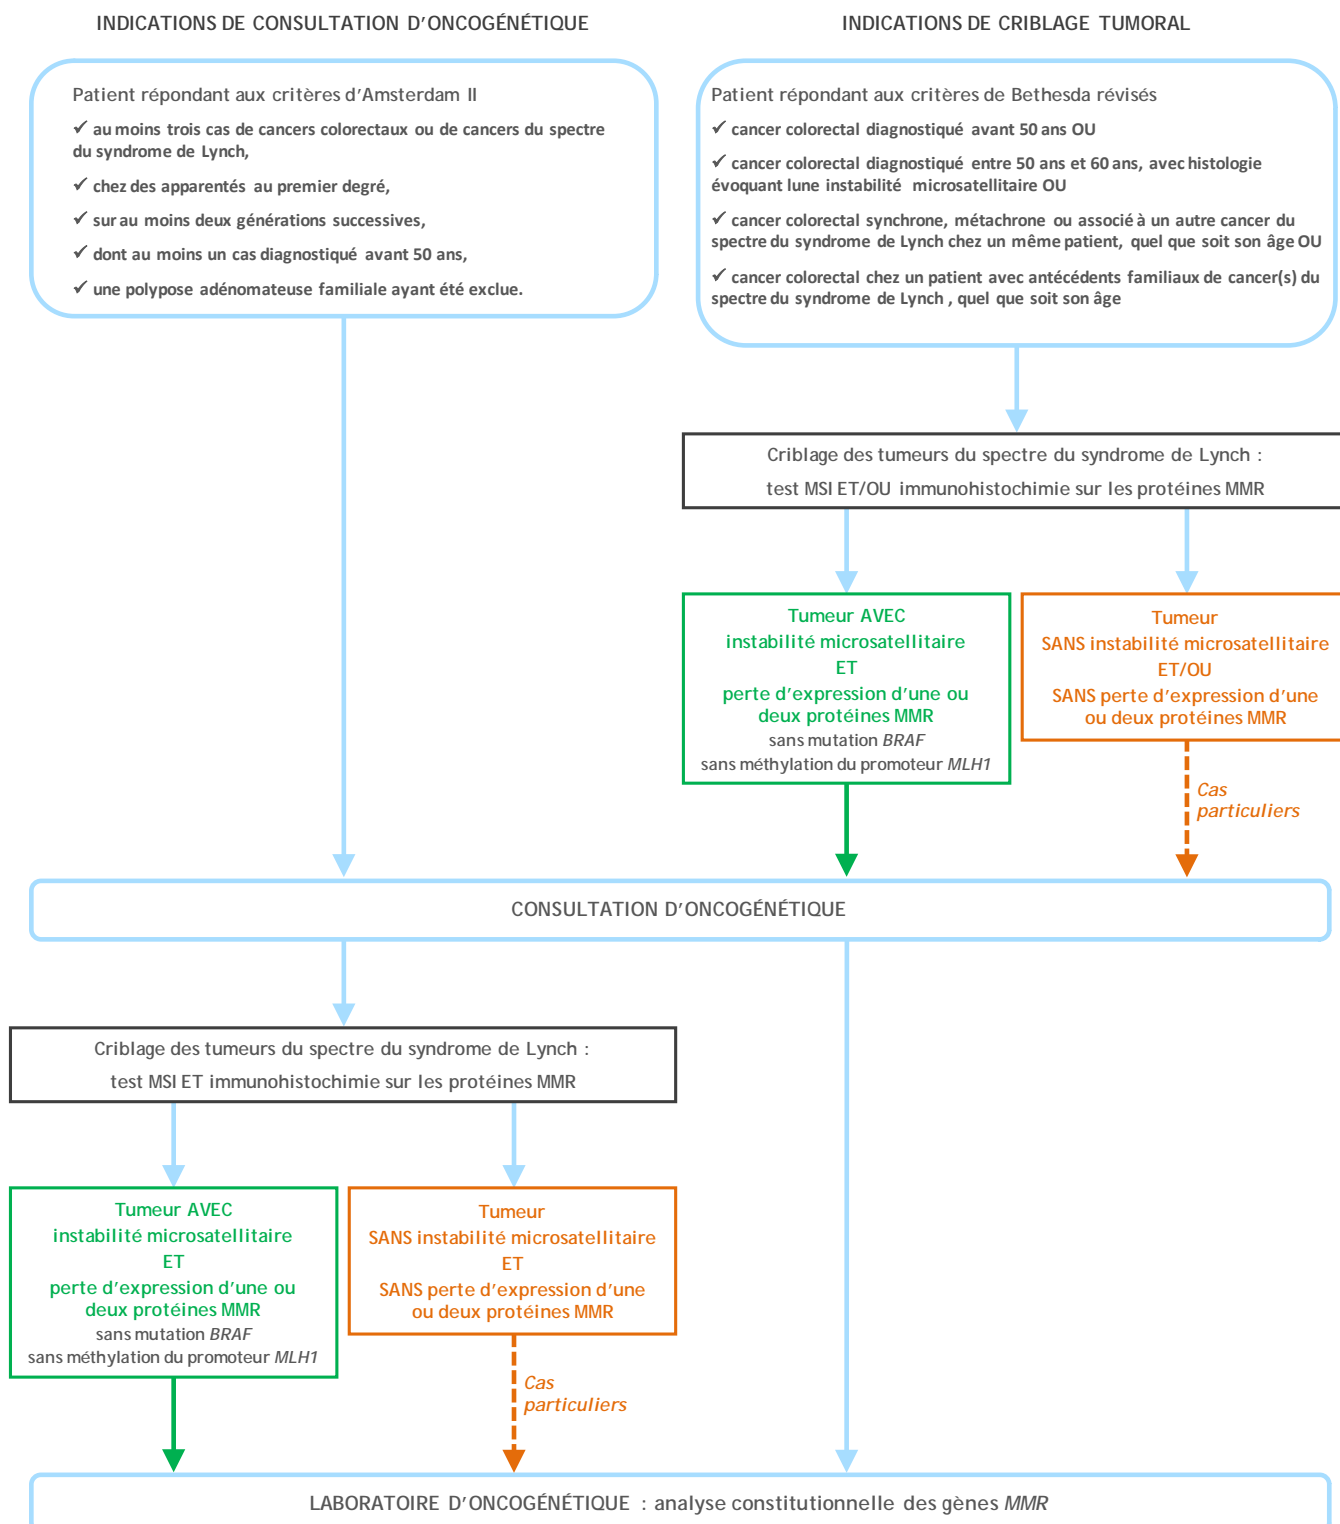 INDICATIONS DE CONSULTATION D'ONCOGÉNÉTIQUE
Patient répondant aux critères d'Amsterdam II
✓ au moins trois cas de cancers colorectaux ou de cancers du spectre
du syndrome de Lynch,
✓ chez des apparentés au premier degré,
✓ sur au moins deux générations successives,
✓ dont au moins un cas diagnostiqué avant 50 ans,
✓ une polypose adénomateuse familiale ayant été exclue.
INDICATIONS DE CRIBLAGE TUMORAL
Patient répondant aux critères de Bethesda révisés
✓ cancer colorectal diagnostiqué avant 50 ans OU
✓ cancer colorectal diagnostiqué entre 50 ans et 60 ans, avec histologie
évoquant lune instabilité microsatellitaire OU
✓ cancer colorectal synchrone, métachrone ou associé à un autre cancer du
spectre du syndrome de Lynch chez un même patient, quel que soit son âge OU
✓ cancer colorectal chez un patient avec antécédents familiaux de cancer(s) du
spectre du syndrome de Lynch , quel que soit son âge
Criblage des tumeurs du spectre du syndrome de Lynch :
test MSI ET/OU immunohistochimie sur les protéines MMR
Tumeur AVEC
instabilité microsatellitaire
ET
perte d'expression d'une ou
deux protéines MMR
sans mutation BRAF
sans méthylation du promoteur MLH1
Tumeur
SANS instabilité microsatellitaire
ET/OU
SANS perte d'expression d'une
ou deux protéines MMR
Cas
particuliers
CONSULTATION D'ONCOGÉNÉTIQUE
Criblage des tumeurs du spectre du syndrome de Lynch :
test MSI ET immunohistochimie sur les protéines MMR
Tumeur AVEC
instabilité microsatellitaire
ET
perte d'expression d'une ou
deux protéines MMR
sans mutation BRAF
sans méthylation du promoteur MLH1
Tumeur
SANS instabilité microsatellitaire
ET
SANS perte d'expression d'une
ou deux protéines MMR
Cas
particuliers
LABORATOIRE D'ONCOGÉNÉTIQUE : analyse constitutionnelle des gènes MMR